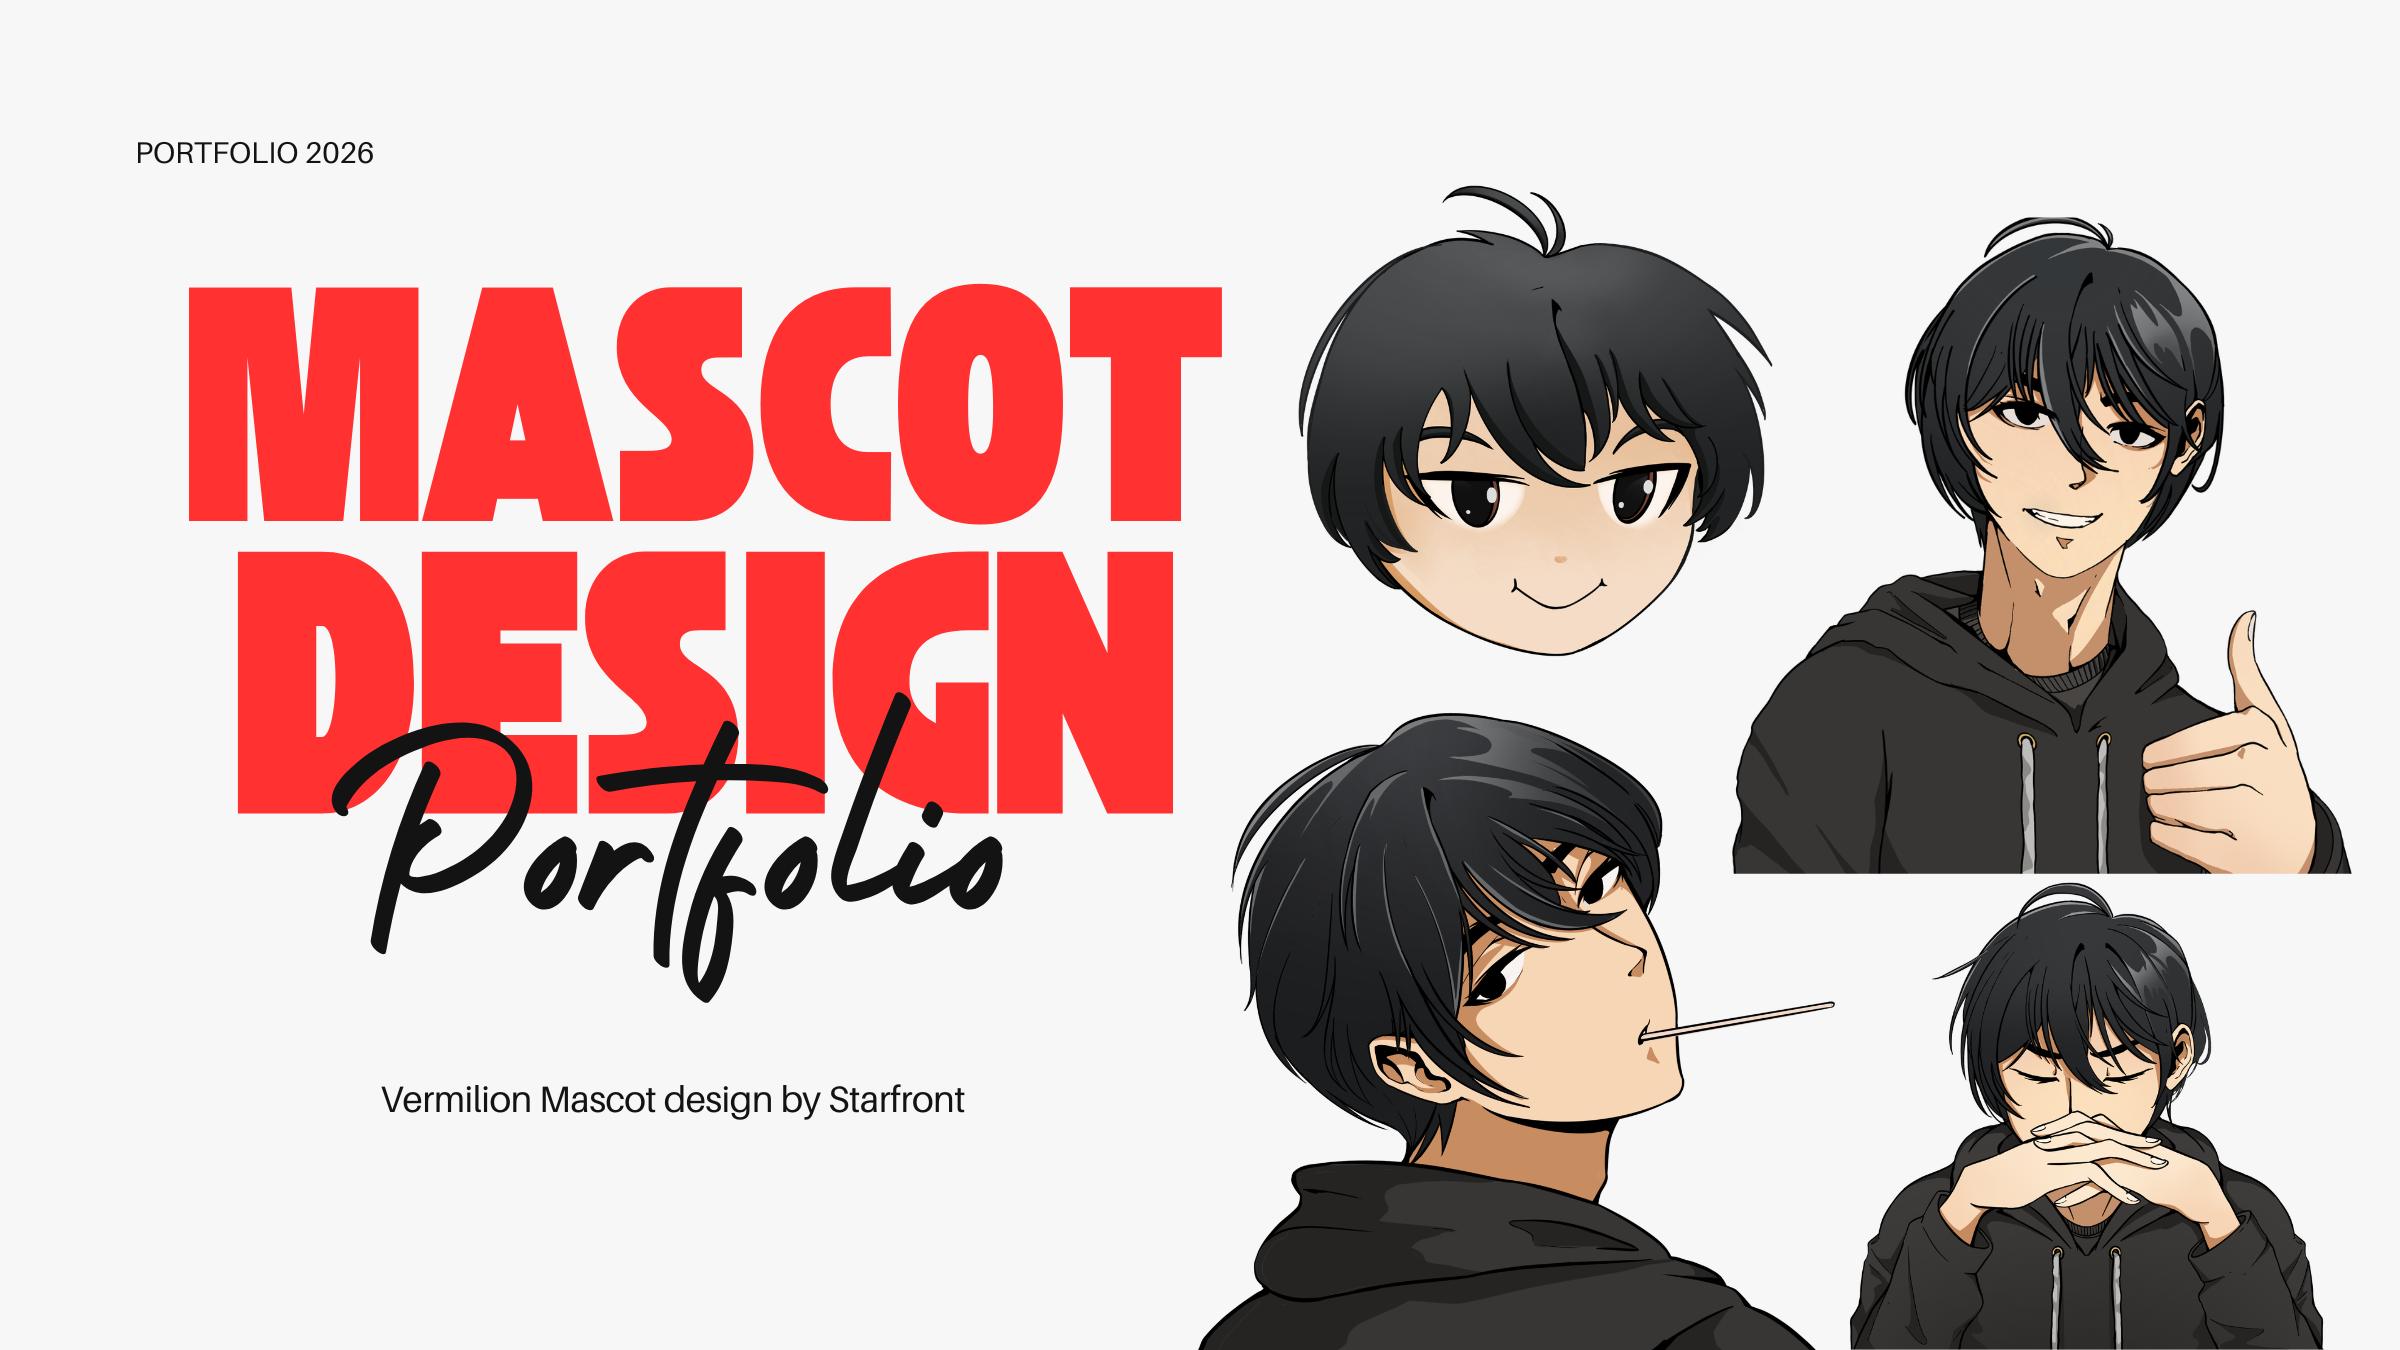 PORTFOLIO 2026
MASCOT
DESIGN
Portfolio
Vermilion Mascot design by Starfront